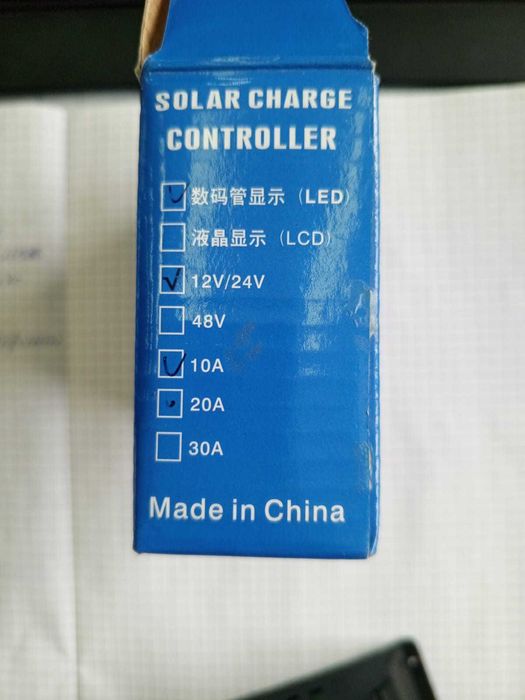 SOLAR CHARGE
CONTROLLER
数码管显示 (LED)
液晶显示 (LCD)
12V/24V
48V
10A
20A
30A
Made in China